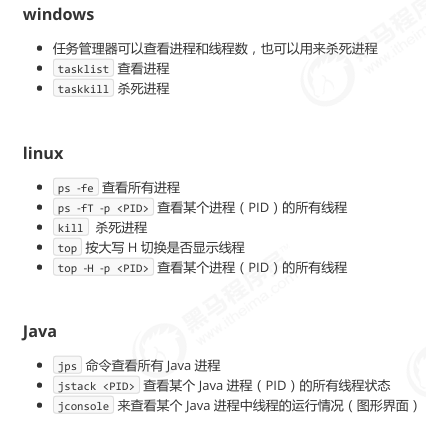 windows
任务管理器可以查看进程和线程数，也可以用来杀死进程
tasklist 查看进程
taskkill 杀死进程
linux
ps -fe 查看所有进程
ps -fT -p <PID> 查看某个进程（PID）的所有线程
kill 杀死进程
top 按大写 H 切换是否显示线程
top -H -p <PID> 查看某个进程（PID）的所有线程
Java
jps 命令查看所有 Java 进程
jstack <PID> 查看某个 Java 进程（PID）的所有线程状态
jconsole 来查看某个 Java 进程中线程的运行情况（图形界面）